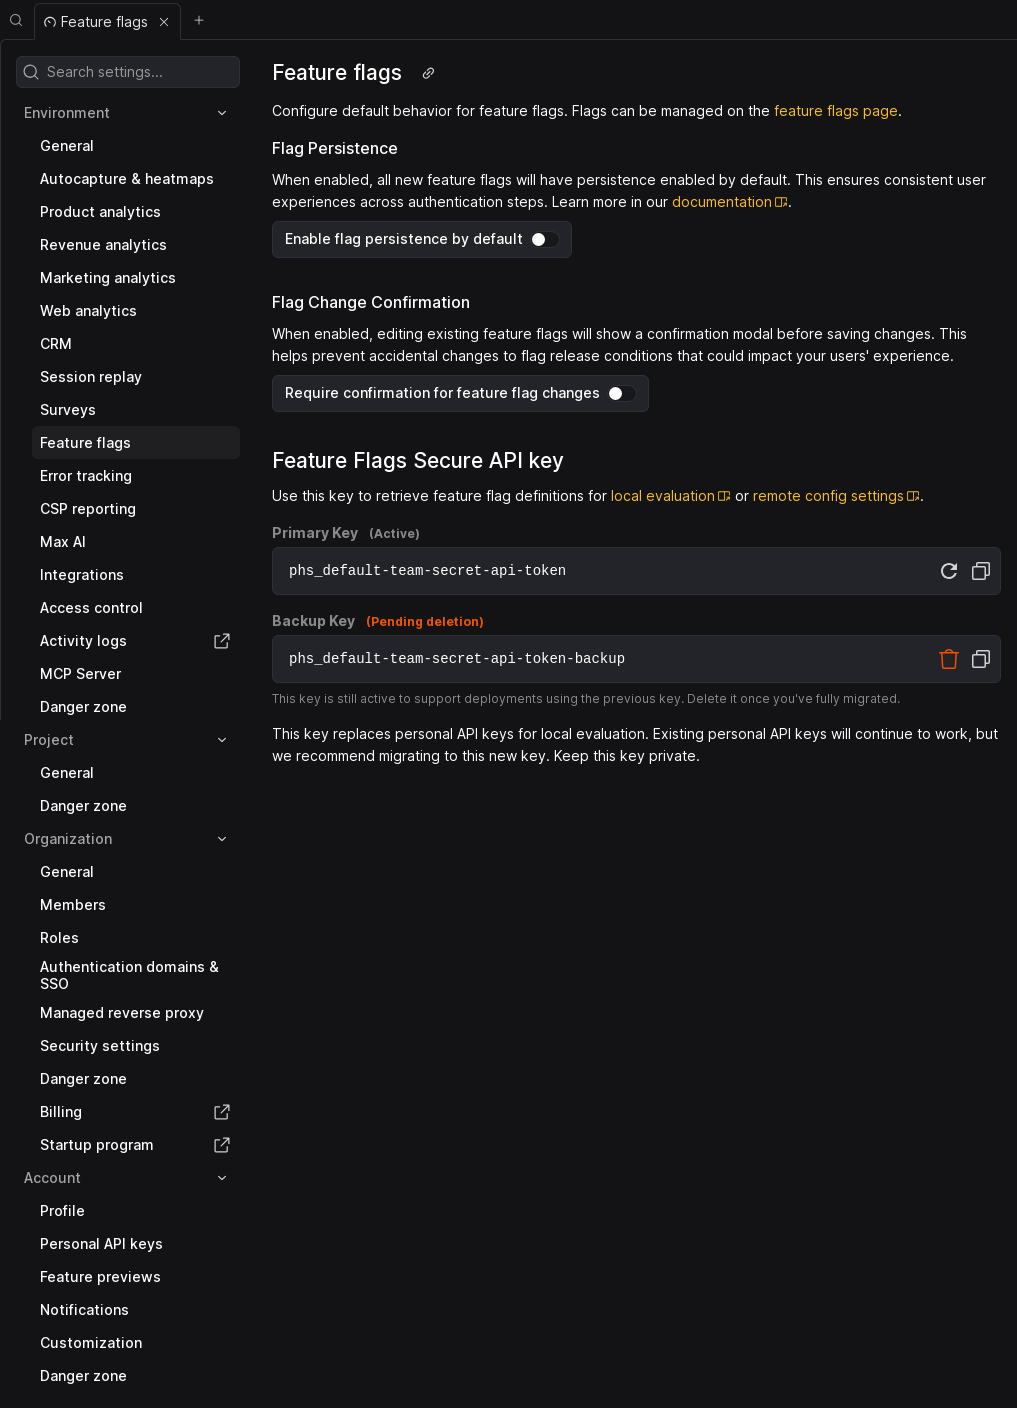 Feature flags
Search settings...
Environment
General
Autocapture & heatmaps
Product analytics
Revenue analytics
Marketing analytics
Web analytics
CRM
Session replay
Surveys
Feature flags
Error tracking
CSP reporting
Max AI
Integrations
Access control
Activity logs
MCP Server
Danger zone
Project
General
Danger zone
Organization
General
Members
Roles
Authentication domains &
SSO
Managed reverse proxy
Security settings
Danger zone
Billing
Startup program
Account
Profile
Personal API keys
Feature previews
Notifications
Customization
Danger zone
Feature flags
Configure default behavior for feature flags. Flags can be managed on the feature flags page.
Flag Persistence
When enabled, all new feature flags will have persistence enabled by default. This ensures consistent user
experiences across authentication steps. Learn more in our documentation.
Enable flag persistence by default
Flag Change Confirmation
When enabled, editing existing feature flags will show a confirmation modal before saving changes. This
helps prevent accidental changes to flag release conditions that could impact your users' experience.
Require confirmation for feature flag changes
Feature Flags Secure API key
Use this key to retrieve feature flag definitions for local evaluation or remote config settings.
Primary Key (Active)
phs_default-team-secret-api-token
Backup Key (Pending deletion)
phs_default-team-secret-api-token-backup
This key is still active to support deployments using the previous key. Delete it once you've fully migrated.
This key replaces personal API keys for local evaluation. Existing personal API keys will continue to work, but
we recommend migrating to this new key. Keep this key private.